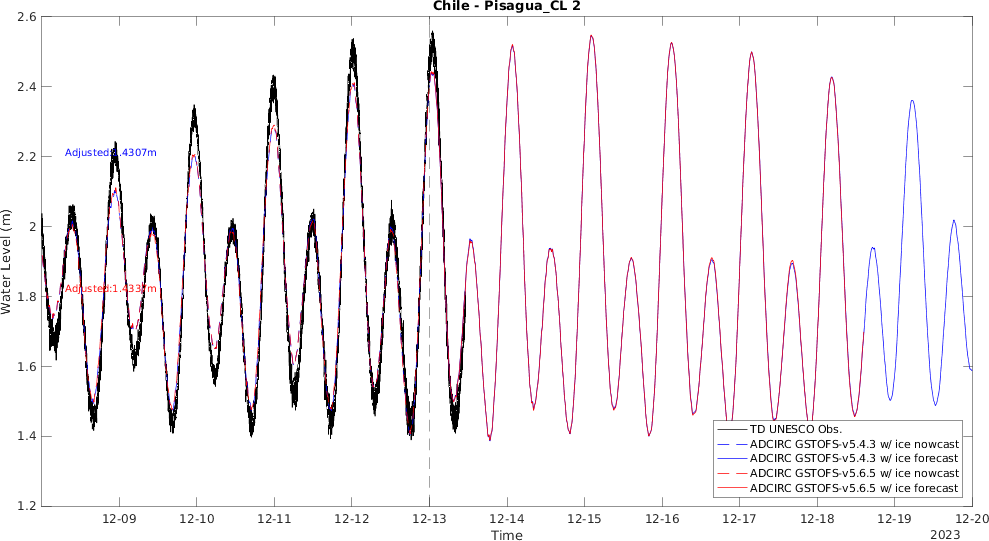 Chile - Pisagua_CL 2
2.6
2.4
2.2
2
1.8
1.6
1.4
1.2
Water Level (m)
Adjusted:
.4307m
Adjusted:1.433
m
TD UNESCO Obs.
ADCIRC GSTOFS-v5.4.3 w/ ice nowcast
ADCIRC GSTOFS-v5.4.3 w/ ice forecast
ADCIRC GSTOFS-v5.6.5 w/ ice nowcast
ADCIRC GSTOFS-v5.6.5 w/ ice forecast
12-09 12-10 12-11 12-12 12-13 12-14 12-15 12-16 12-17 12-18 12-19 12-20
Time
2023